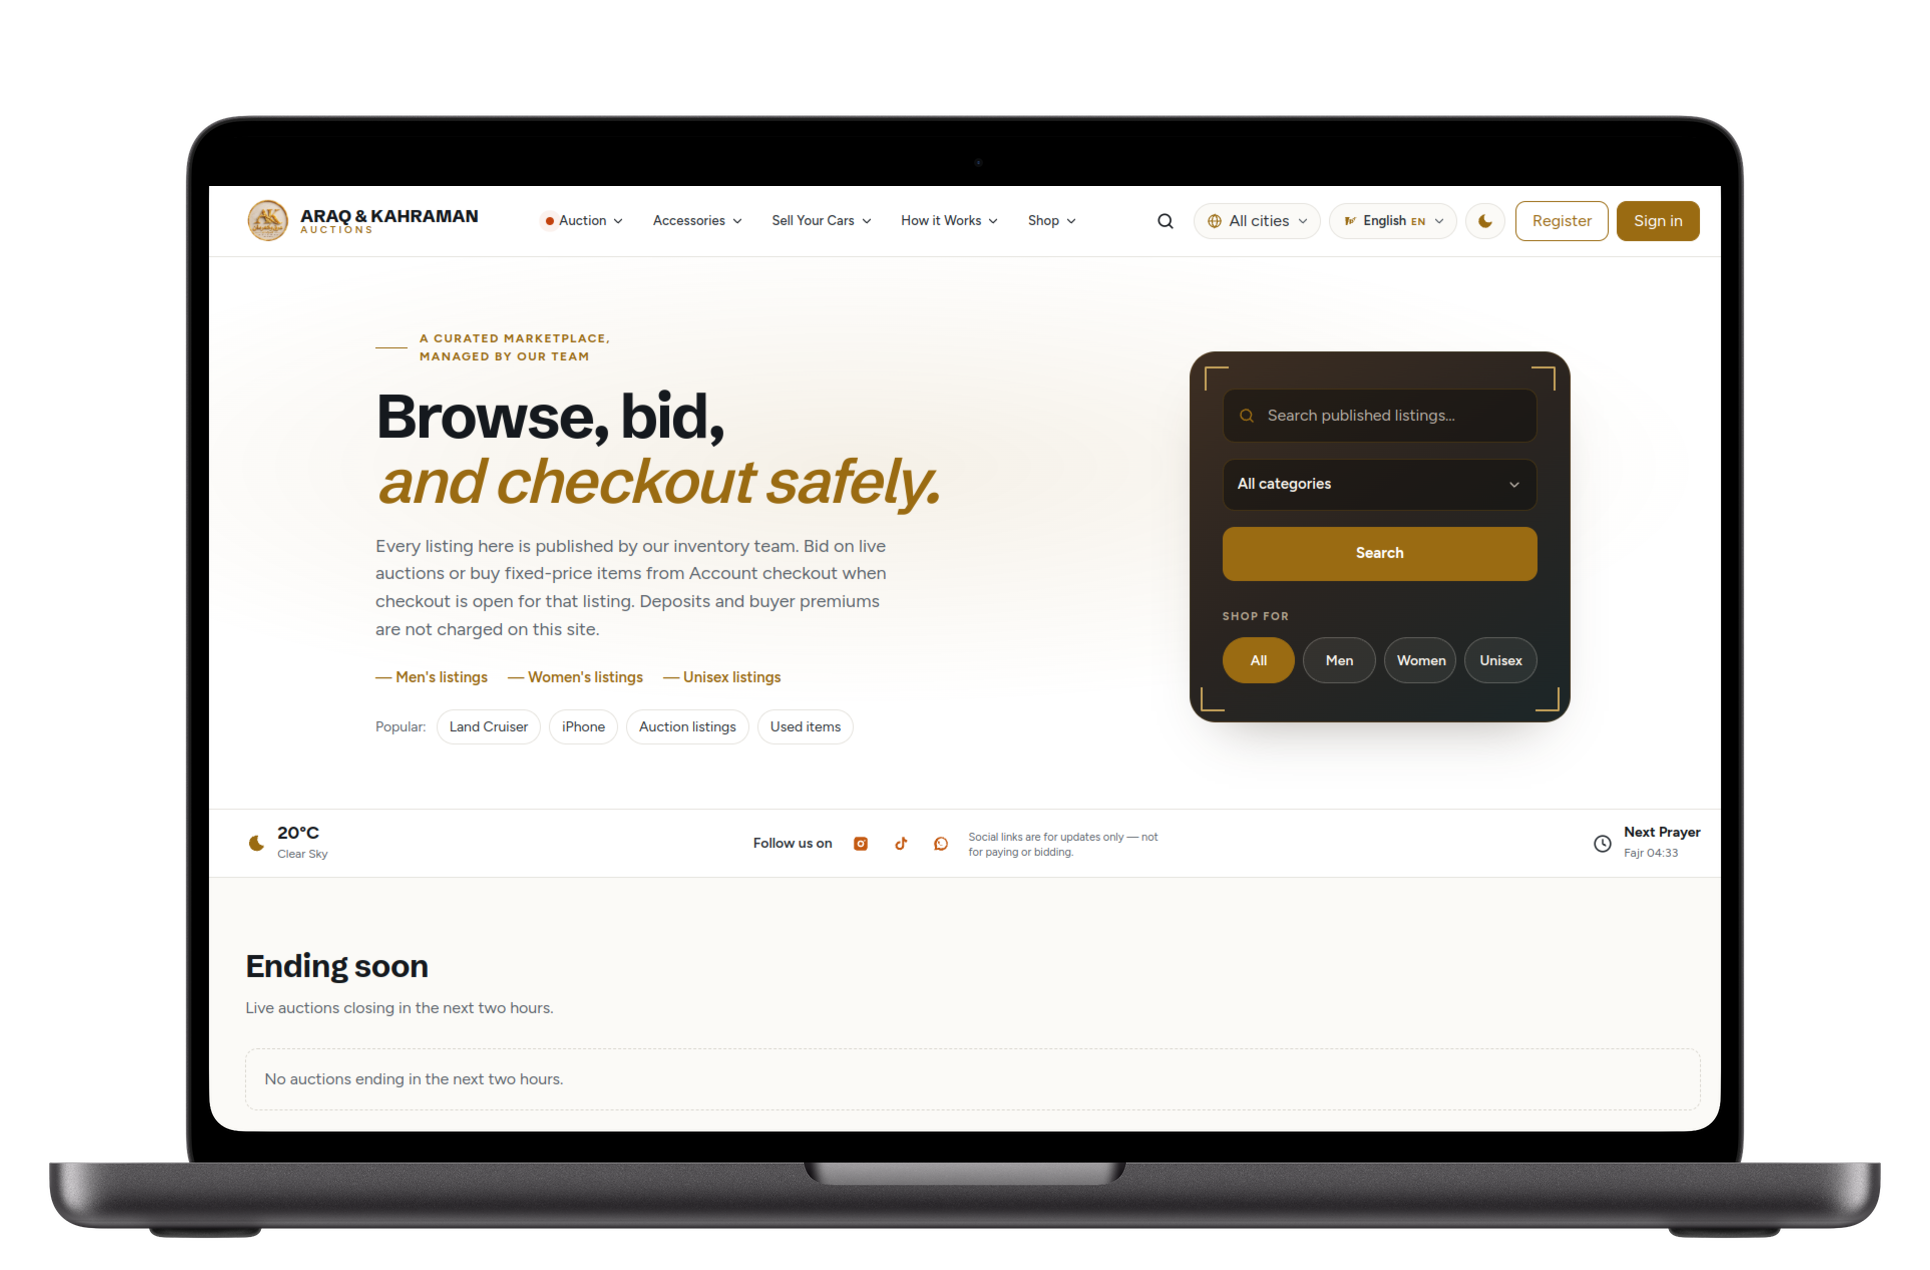 ARAQ & KAHRAMAN
AUCTIONS
Auction
Accessories
Sell Your Cars
How it Works
Shop
All cities
English EN
Register
Sign in
A CURATED MARKETPLACE,
MANAGED BY OUR TEAM
Browse, bid,
and checkout safely.
Every listing here is published by our inventory team. Bid on live
auctions or buy fixed-price items from Account checkout when
checkout is open for that listing. Deposits and buyer premiums
are not charged on this site.
— Men's listings — Women's listings — Unisex listings
Popular: Land Cruiser iPhone Auction listings Used items
Search published listings...
All categories
Search
SHOP FOR
All Men Women Unisex
20°C
Clear Sky
Follow us on
Social links are for updates only — not
for paying or bidding.
Next Prayer
Fajr 04:33
Ending soon
Live auctions closing in the next two hours.
No auctions ending in the next two hours.